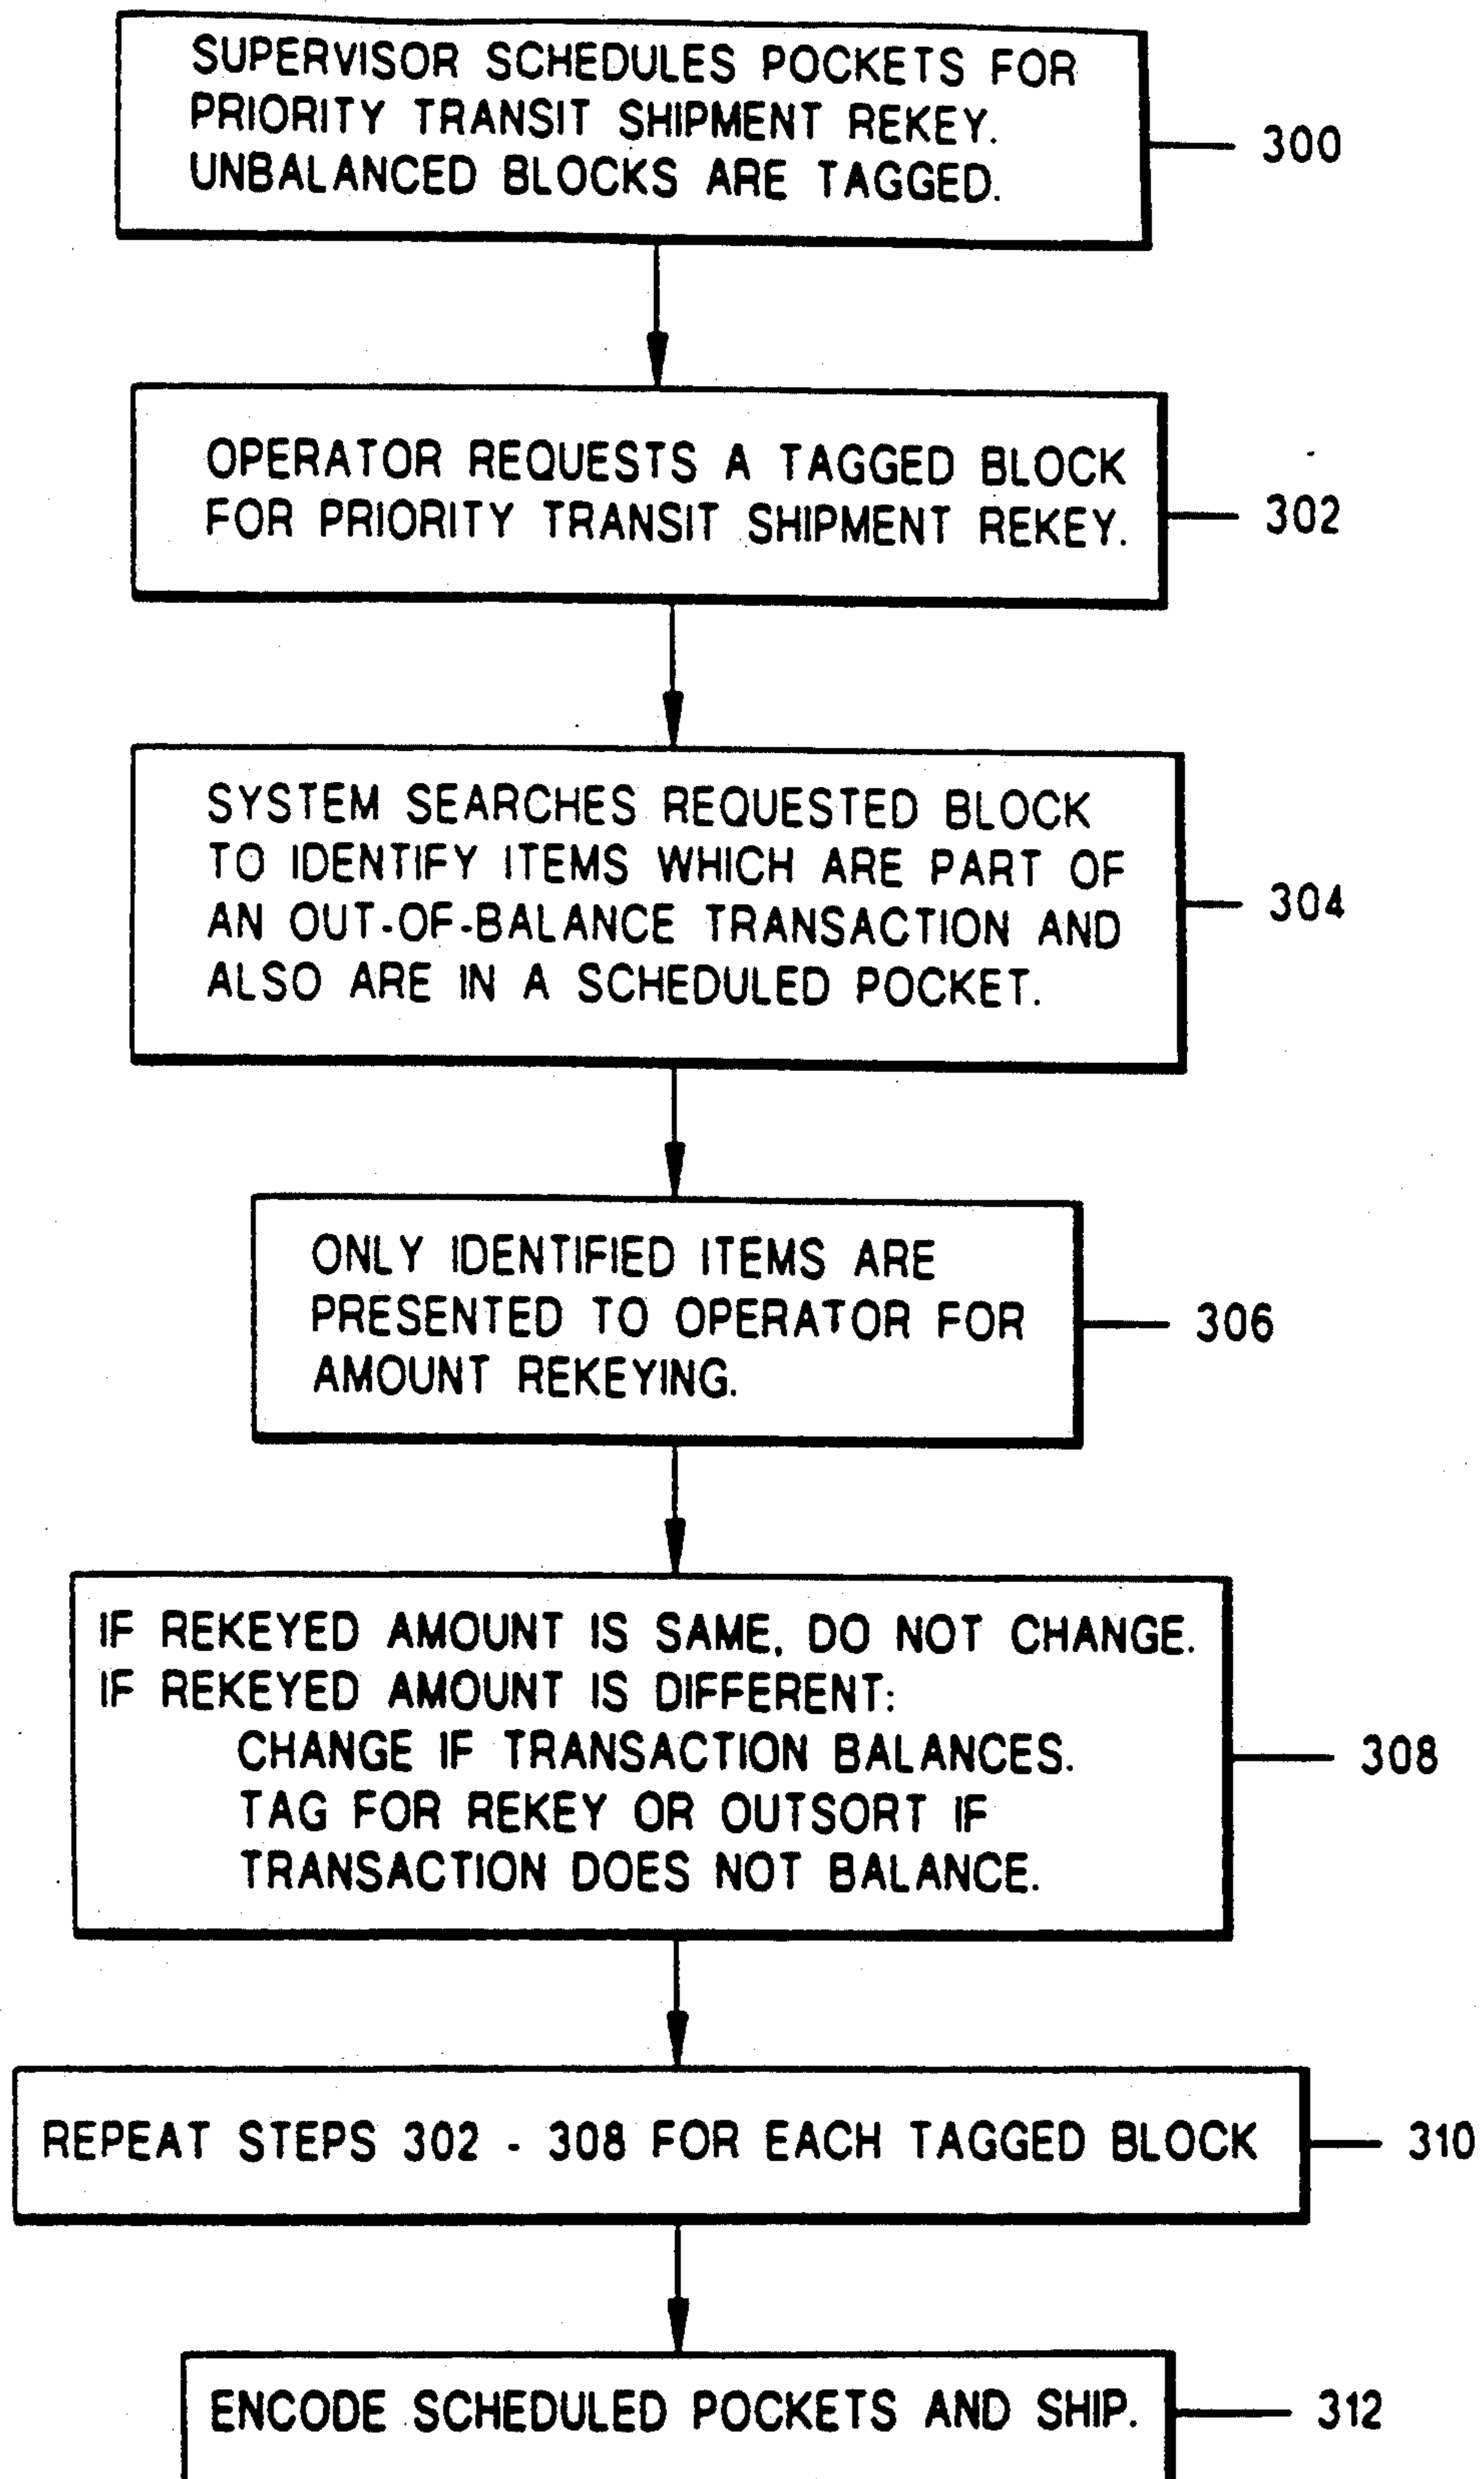 SUPERVISOR SCHEDULES POCKETS FOR
PRIORITY TRANSIT SHIPMENT REKEY.
UNBALANCED BLOCKS ARE TAGGED.
300
OPERATOR REQUESTS A TAGGED BLOCK
FOR PRIORITY TRANSIT SHIPMENT REKEY.
302
SYSTEM SEARCHES REQUESTED BLOCK
TO IDENTIFY ITEMS WHICH ARE PART OF
AN OUT-OF-BALANCE TRANSACTION AND
ALSO ARE IN A SCHEDULED POCKET.
304
ONLY IDENTIFIED ITEMS ARE
PRESENTED TO OPERATOR FOR
AMOUNT REKEYING.
306
IF REKEYED AMOUNT IS SAME, DO NOT CHANGE.
IF REKEYED AMOUNT IS DIFFERENT:
CHANGE IF TRANSACTION BALANCES.
TAG FOR REKEY OR OUTSORT IF
TRANSACTION DOES NOT BALANCE.
308
REPEAT STEPS 302 - 308 FOR EACH TAGGED BLOCK
310
ENCODE SCHEDULED POCKETS AND SHIP.
312